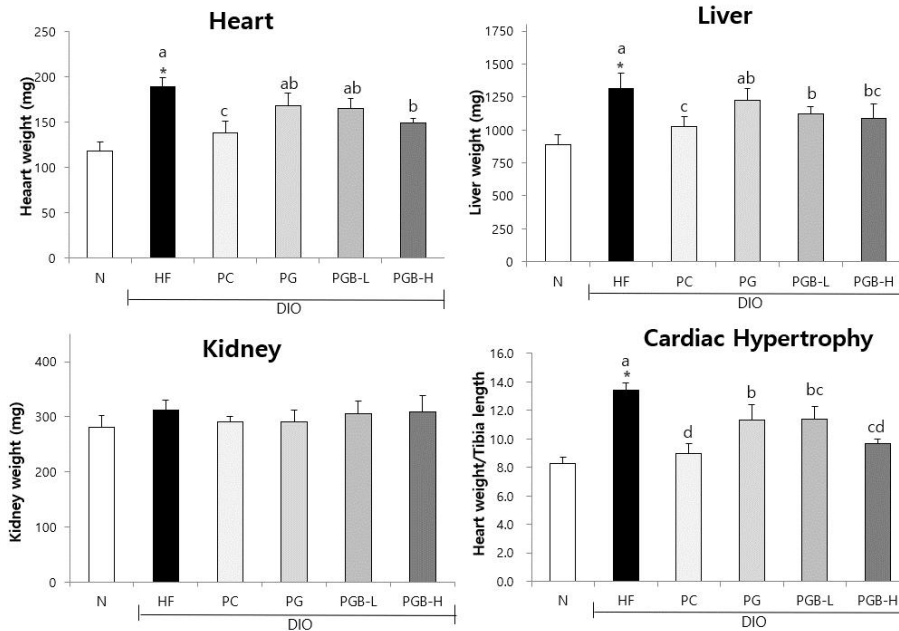 Heart
Heaart weight (mg)
250
200
150
100
50
0
a
*
c
ab
ab
b
N HF PC PG PGB-L PGB-H
DIO
Liver
Liver weight (mg)
1750
1500
1250
1000
750
500
250
0
a
*
c
ab
b
bc
N HF PC PG PGB-L PGB-H
DIO
Kidney
Kidney weight (mg)
400
300
200
100
0
N HF PC PG PGB-L PGB-H
DIO
Cardiac Hypertrophy
Heart weight/Tibia length
16.0
14.0
12.0
10.0
8.0
6.0
4.0
2.0
0.0
a
*
d
b
bc
cd
N HF PC PG PGB-L PGB-H
DIO